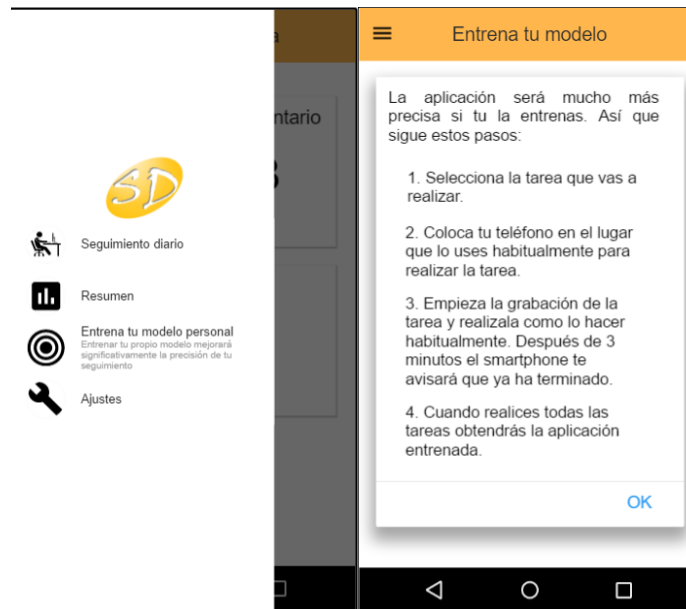 a
ntario
3
SD
Seguimiento diario
Resumen
Entrena tu modelo personal
Entrenar tu propio modelo mejorará
significativamente la precisión de tu
seguimiento
Ajustes
Entrena tu modelo
La aplicación será mucho más
precisa si tu la entrenas. Así que
sigue estos pasos:
1. Selecciona la tarea que vas a
realizar.
2. Coloca tu teléfono en el lugar
que lo uses habitualmente para
realizar la tarea.
3. Empieza la grabación de la
tarea y realizala como lo hacer
habitualmente. Después de 3
minutos el smartphone te
avisará que ya ha terminado.
4. Cuando realices todas las
tareas obtendrás la aplicación
entrenada.
OK